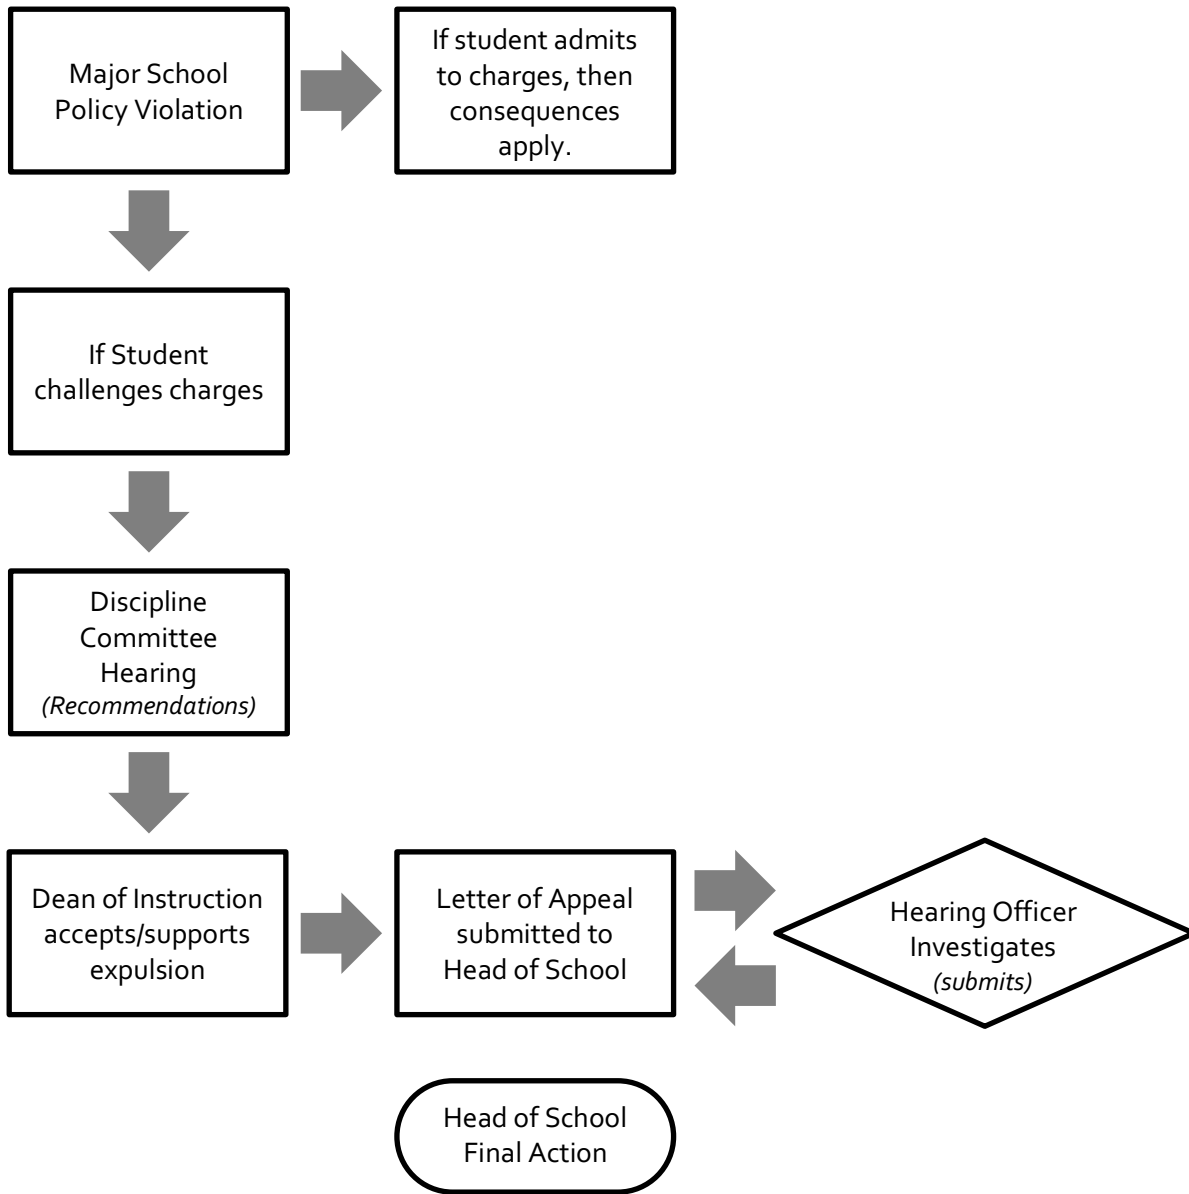 Major School
Policy Violation
If student admits
to charges, then
consequences
apply.
If Student
challenges charges
Discipline
Committee
Hearing
(Recommendations)
Dean of Instruction
accepts/supports
expulsion
Letter of Appeal
submitted to
Head of School
Hearing Officer
Investigates
(submits)
Head of School
Final Action